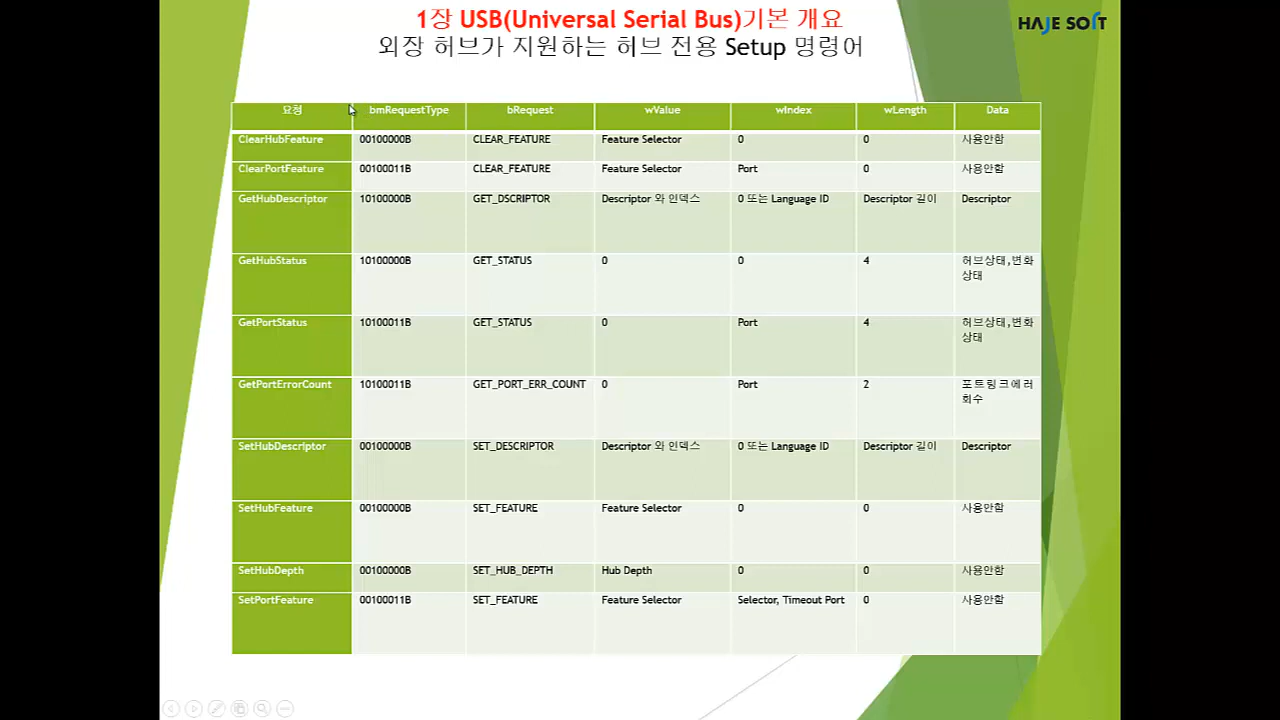 1장 USB(Universal Serial Bus)기본 개요
외장 허브가 지원하는 허브 전용 Setup 명령어
HAJE SOFT
요청 bmRequestType bRequest wValue wIndex wLength Data
ClearHubFeature 00100000B CLEAR_FEATURE Feature Selector 0 0 사용안함
ClearPortFeature 00100011B CLEAR_FEATURE Feature Selector Port 0 사용안함
GetHubDescriptor 10100000B GET_DSCRIPTOR Descriptor 와 인덱스 0 또는 Language ID Descriptor 길이 Descriptor
GetHubStatus 10100000B GET_STATUS 0 0 4 허브상태,변화
상태
GetPortStatus 10100011B GET_STATUS 0 Port 4 허브상태,변화
상태
GetPortErrorCount 10100011B GET_PORT_ERR_COUNT 0 Port 2 포트링크에러
회수
SetHubDescriptor 00100000B SET_DESCRIPTOR Descriptor 와 인덱스 0 또는 Language ID Descriptor 길이 Descriptor
SetHubFeature 00100000B SET_FEATURE Feature Selector 0 0 사용안함
SetHubDepth 00100000B SET_HUB_DEPTH Hub Depth 0 0 사용안함
SetPortFeature 00100011B SET_FEATURE Feature Selector Selector, Timeout Port 0 사용안함